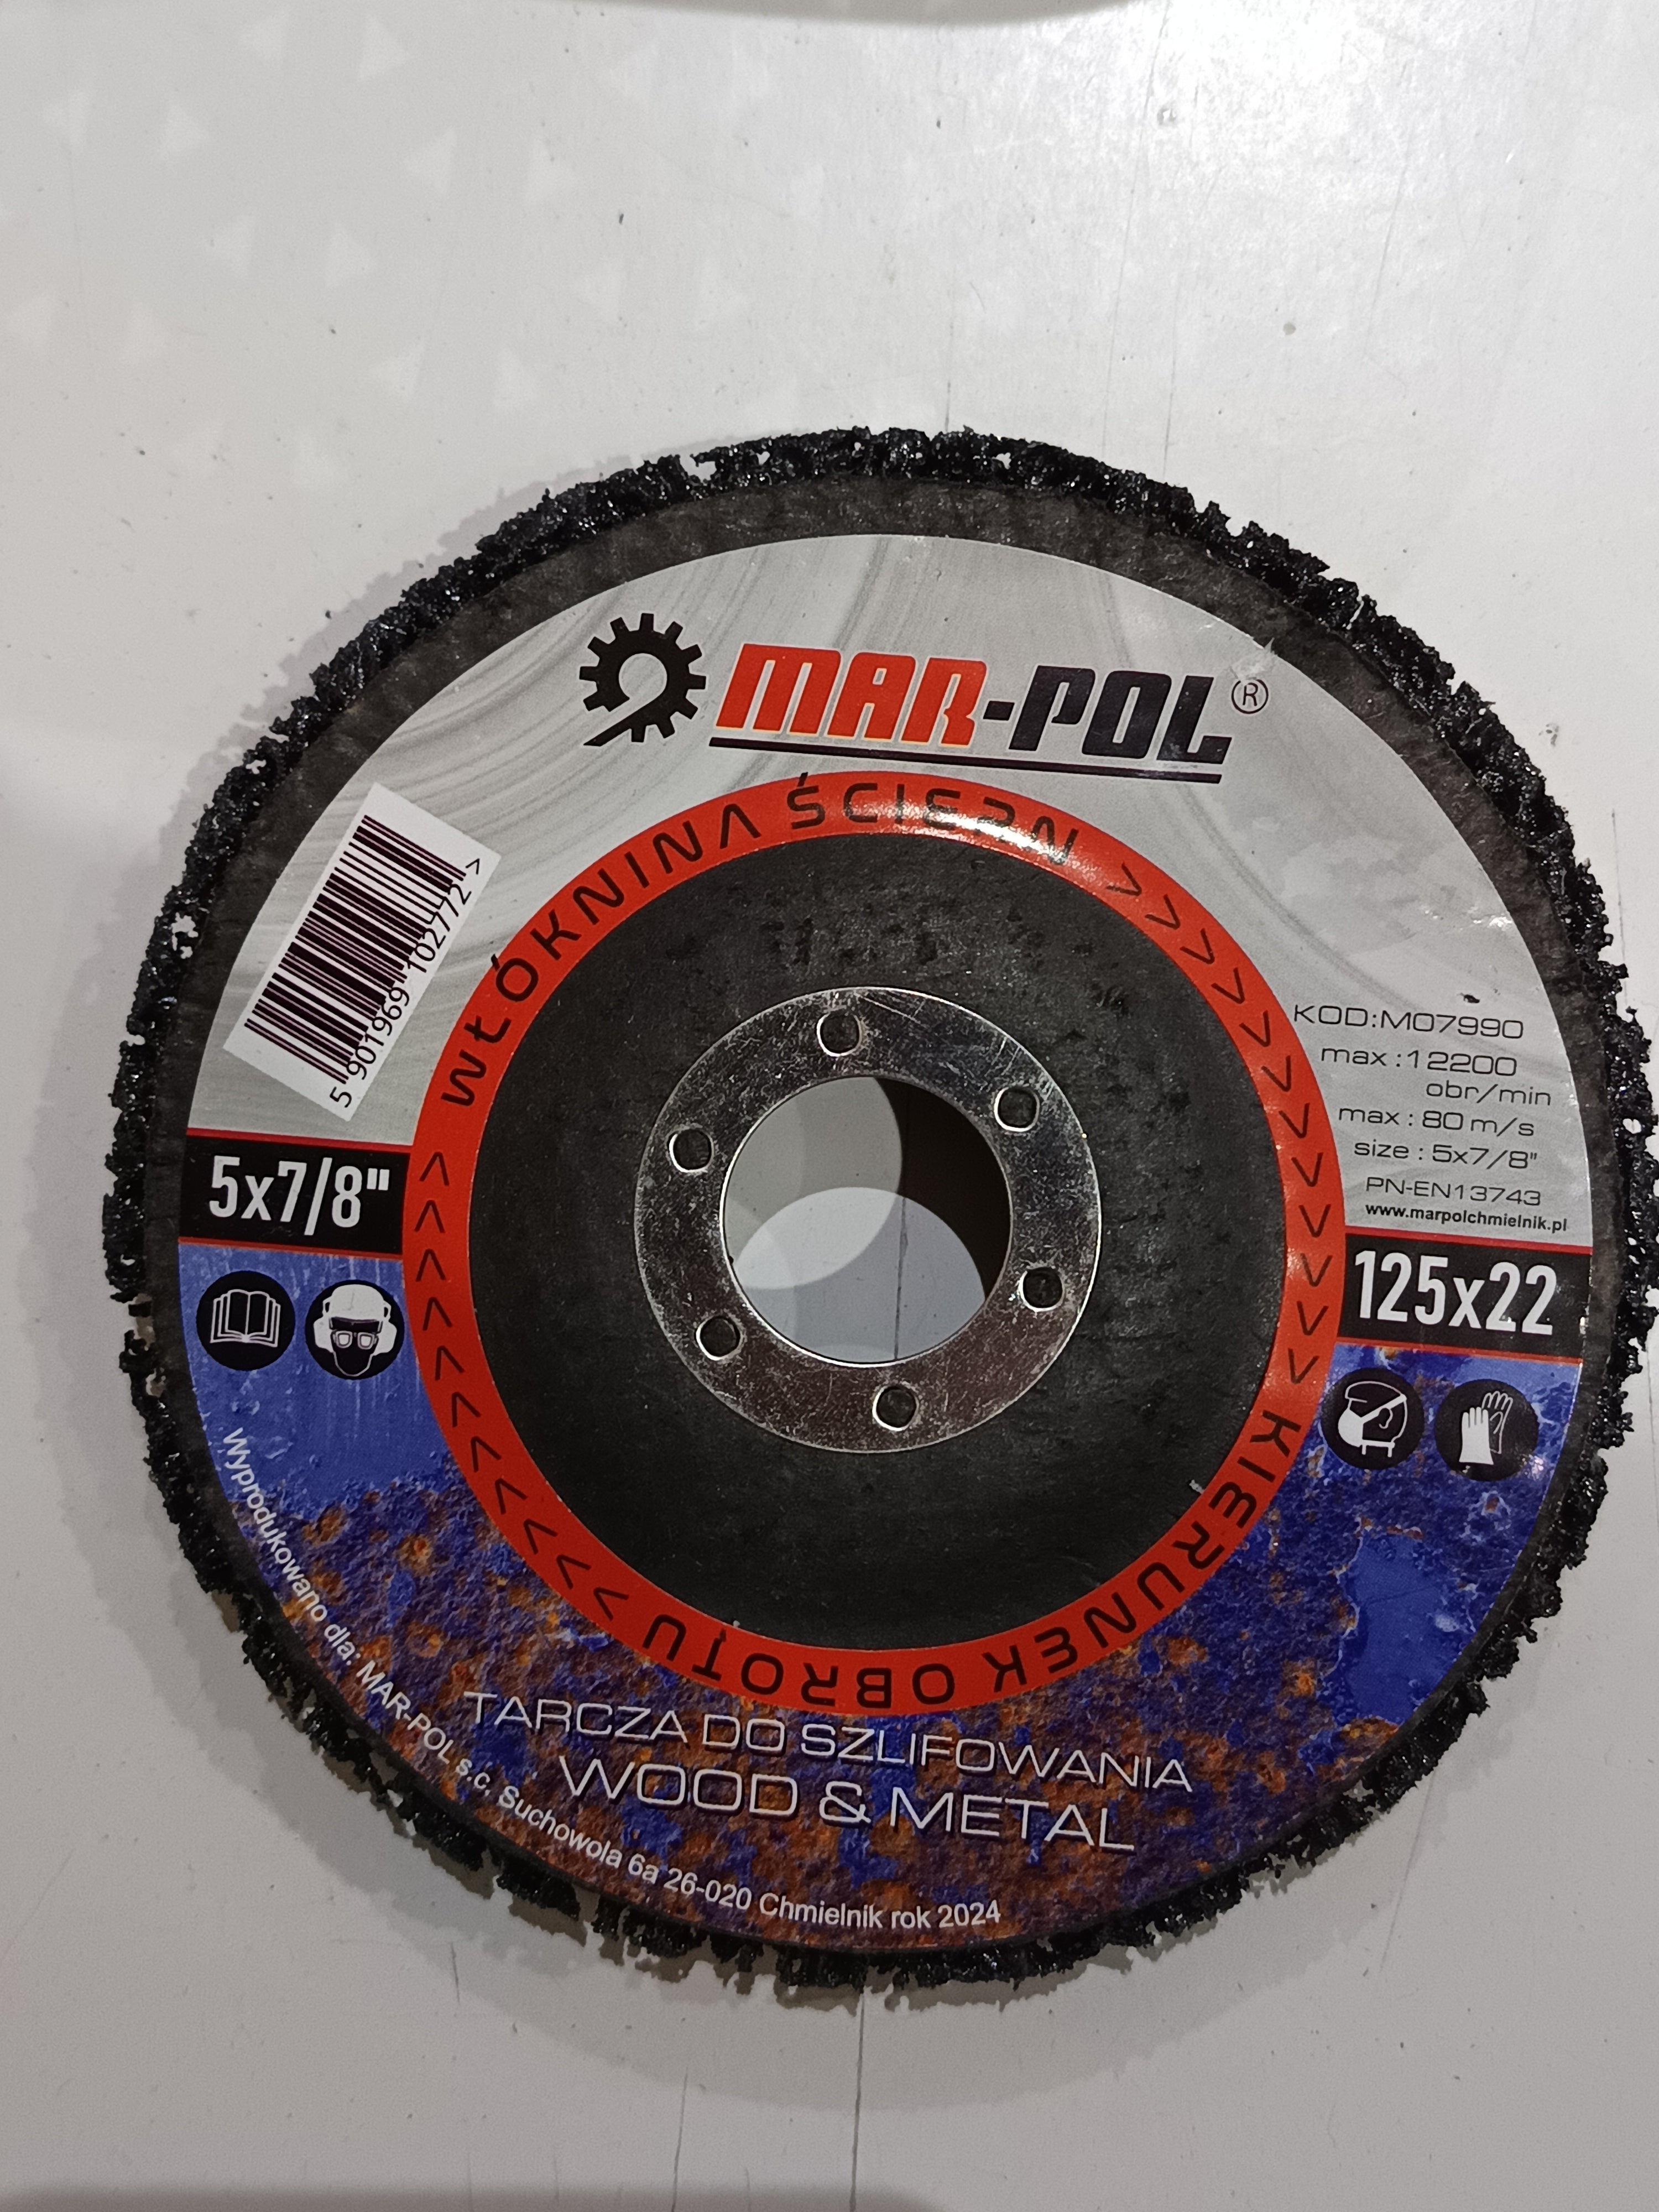 MAR-POL®
WŁÓKNINA ŚCIERN >>>>>>>>>>>>
5 901969 102772 >
KOD:M07990
max :12200
obr/min
max : 80 m/s
size : 5x7/8"
PN-EN13743
www.marpolchmielnik.pl
5x7/8"
125x22
KIERUNEK OBROTU >>>>>>>>>>>>
TARCZA DO SZLIFOWANIA
WOOD & METAL
Wyprodukowano dla: MAR-POL s.c, Suchowola 6a 26-020 Chmielnik rok 2024